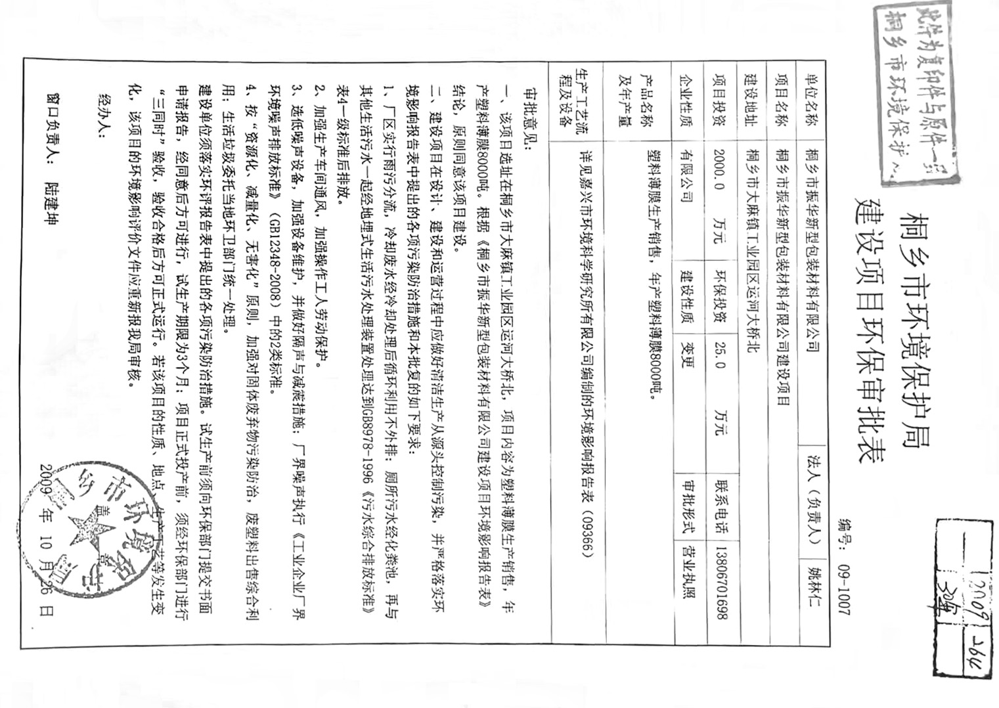 此件为复印件与原件一
桐乡市环境保护
2009
264
30年
桐乡市环境保护局
建设项目环保审批表
编号：09-1007
单位名称 桐乡市振华新型包装材料有限公司 法人（负责人） 姚林仁
项目名称 桐乡市振华新型包装材料有限公司建设项目
建设地址 桐乡市大麻镇工业园区运河大桥北
项目投资 2000.0 万元 环保投资 25.0 万元 联系电话 13806701698
企业性质 有限公司 建设性质 变更 审批形式 营业执照
产品名称
及年产量
塑料薄膜生产销售，年产塑料薄膜8000吨。
生产工艺流
程及设备
详见嘉兴市环境科学研究所有限公司编制的环境影响报告表（09366）
审批意见：
一、该项目选址在桐乡市大麻镇工业园区运河大桥北，项目内容为塑料薄膜生产销售，年
产塑料薄膜8000吨。根据《桐乡市振华新型包装材料有限公司建设项目环境影响报告表》
结论，原则同意该项目建设。
二、建设项目在设计、建设和运营过程中应做好清洁生产从源头控制污染，并严格落实环
境影响报告表中提出的各项污染防治措施和本批复的如下要求：
1、厂区实行雨污分流，冷却废水经冷却处理后循环利用不外排；厕所污水经化粪池，再与
其他生活污水一起经地埋式生活污水处理装置处理达到GB8978-1996《污水综合排放标准》
表4一级标准后排放。
2、加强生产车间通风，加强操作工人劳动保护。
3、选低噪声设备，加强设备维护，并做好隔声与减震措施；厂界噪声执行《工业企业厂界
环境噪声排放标准》（GB12348-2008）中的2类标准。
4、按“资源化、减量化、无害化”原则，加强对固体废弃物污染防治，废塑料出售综合利
用；生活垃圾委托当地环卫部门统一处理。
建设单位须落实环评报告表中提出的各项污染防治措施。试生产前须向环保部门提交书面
申请报告，经同意后方可进行，试生产期限为3个月；项目正式投产前，须经环保部门进行
“三同时”验收，验收合格后方可正式运行。若该项目的性质、地点、生产工艺等发生变
化，该项目的环境影响评价文件应重新报我局审核。
经办人：
盖 章
窗口负责人： 陆建坤
2009 年 10 月 26 日
桐乡市环境保护局